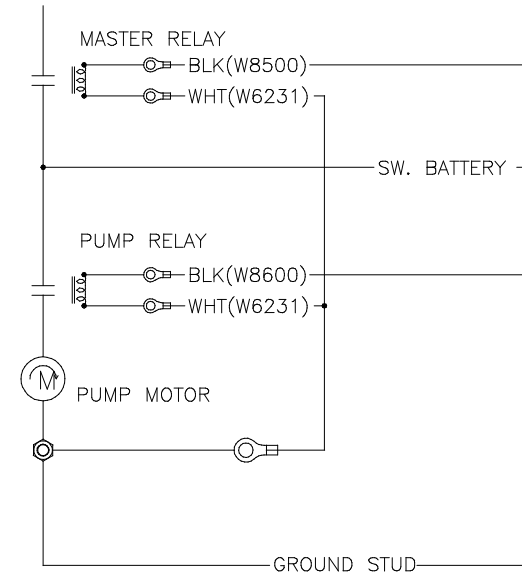 MASTER RELAY
BLK(W8500)
WHT(W6231)
SW. BATTERY
PUMP RELAY
BLK(W8600)
WHT(W6231)
M
PUMP MOTOR
GROUND STUD